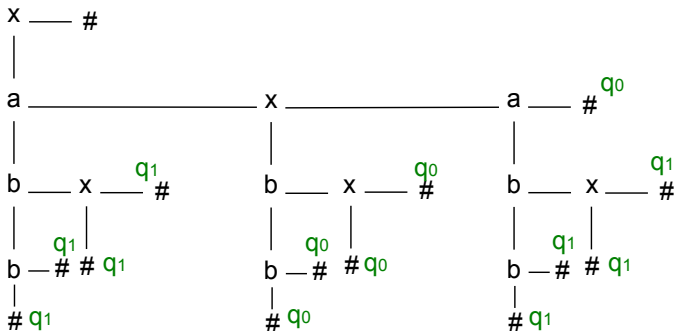 x #
a x a # q0
b x q1 # b x q0 # b x q1 #
b q1 # # q1 b q0 # # q0 b q1 # # q1
# q1 # q0 # q1